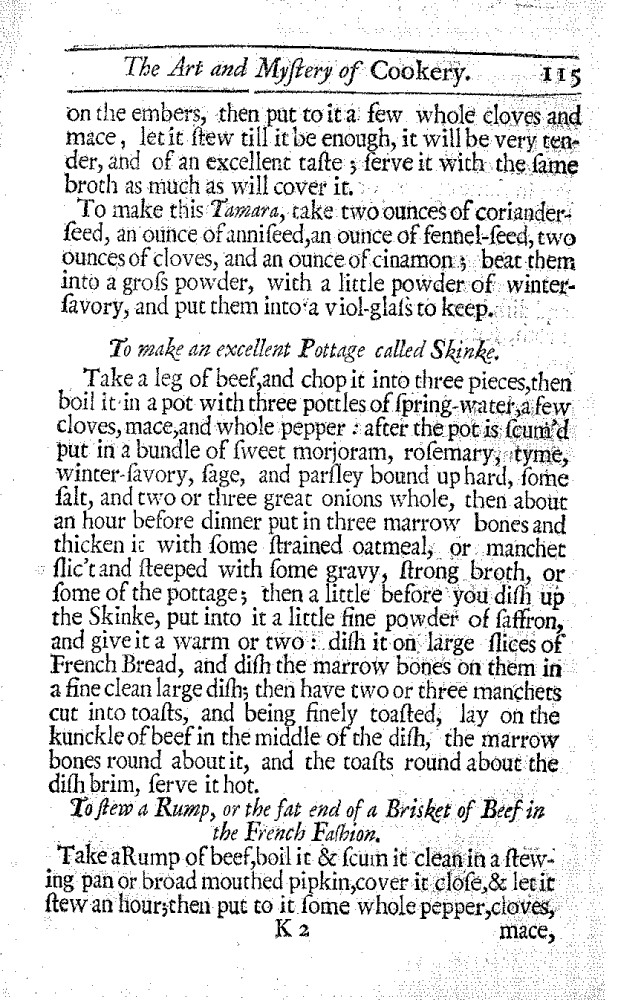 The Art and Myſtery of Cookery. 115
on the embers, then put to it a few whole cloves and
mace, let it ſtew till it be enough, it will be very ten-
der, and of an excellent taſte ; ſerve it with the ſame
broth as much as will cover it.
To make this Tamara, take two ounces of coriander-
ſeed, an ounce of anniſeed, an ounce of fennel-ſeed, two
ounces of cloves, and an ounce of cinamon ; beat them
into a groſs powder, with a little powder of winter-
ſavory, and put them into a viol-glaſs to keep.
To make an excellent Pottage called Skinke.
Take a leg of beef, and chop it into three pieces, then
boil it in a pot with three pottles of ſpring-water, a few
cloves, mace, and whole pepper : after the pot is ſcum'd
put in a bundle of ſweet morjoram, roſemary, tyme,
winter-ſavory, ſage, and parſley bound up hard, ſome
ſalt, and two or three great onions whole, then about
an hour before dinner put in three marrow bones and
thicken it with ſome ſtrained oatmeal, or manchet
ſlic't and ſteeped with ſome gravy, ſtrong broth, or
ſome of the pottage; then a little before you diſh up
the Skinke, put into it a little fine powder of ſaffron,
and give it a warm or two : diſh it on large ſlices of
French Bread, and diſh the marrow bones on them in
a fine clean large diſh; then have two or three manchets
cut into toaſts, and being finely toaſted, lay on the
kunckle of beef in the middle of the diſh, the marrow
bones round about it, and the toaſts round about the
diſh brim, ſerve it hot.
To ſtew a Rump, or the fat end of a Brisket of Beef in
the French Faſhion.
Take a Rump of beef, boil it & ſcum it clean in a ſtew-
ing pan or broad mouthed pipkin, cover it cloſe, & let it
ſtew an hour; then put to it ſome whole pepper, cloves,
K 2 mace,